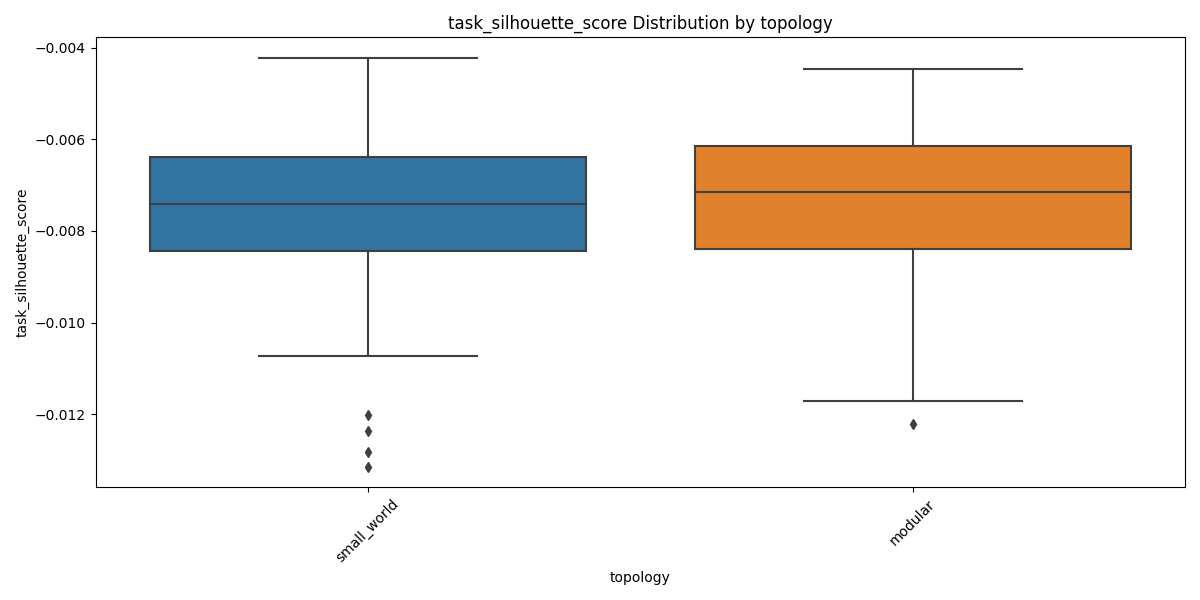 task_silhouette_score Distribution by topology
−0.004
−0.006
−0.008
−0.010
−0.012
task_silhouette_score
small_world
modular
topology